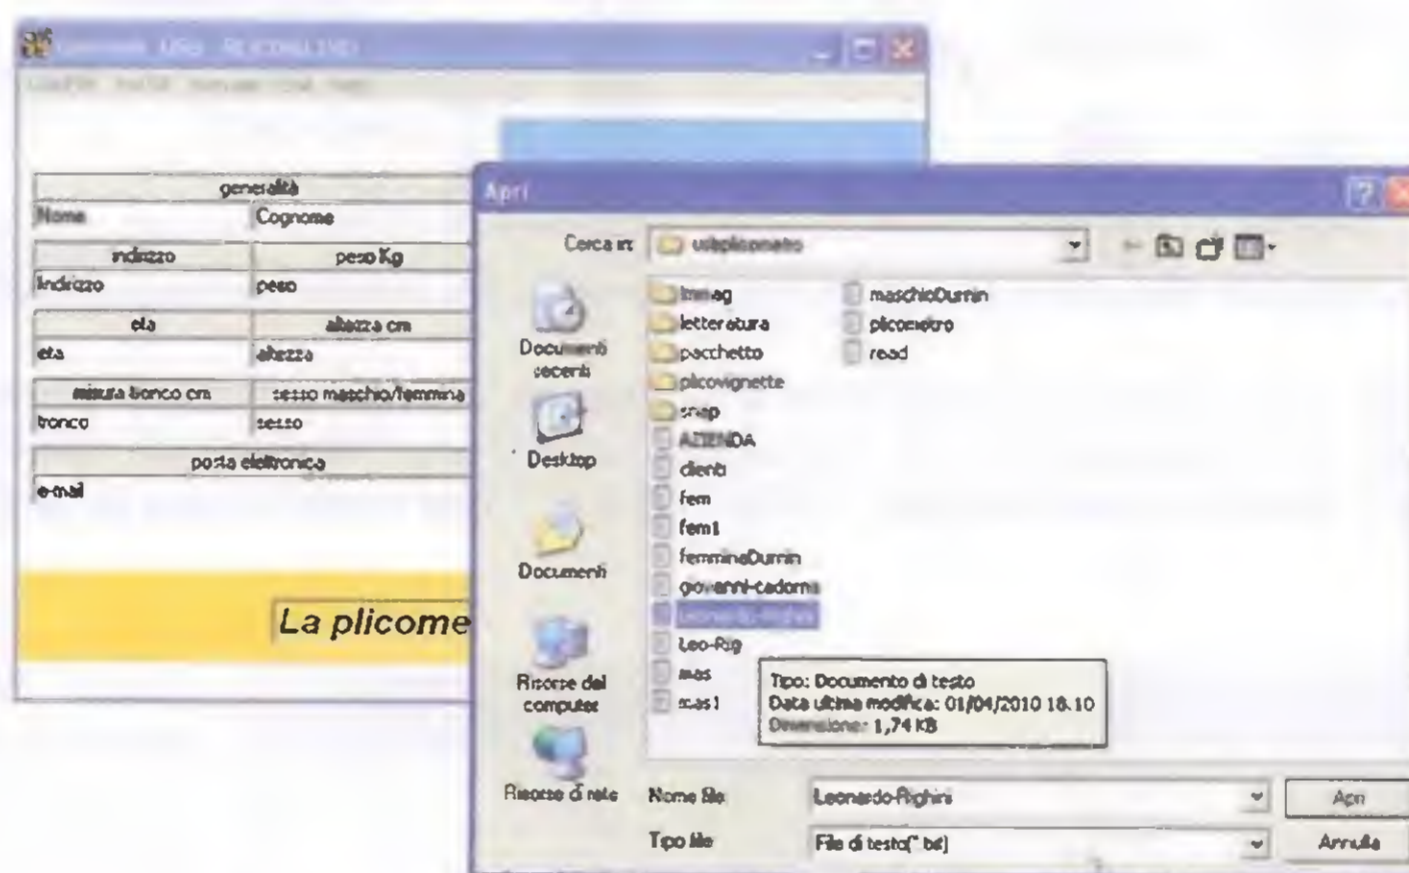 generalità
Nome Cognome
indirizzo peso Kg
Indirizzo peso
eta altezza cm
eta altezza
misura tronco cm sesso maschio/femmina
tronco sesso
posta elettronica
e-mail
La plicome
Apri
Cerca in: usbplicometro
Documenti recenti
Desktop
Documenti
Risorse del computer
Risorse di rete
Immag
letteratura
pacchetto
plicovignette
snap
AZIENDA
clienti
fem
fem1
femminaDurnin
giovanni-cadorna
Leonardo-Righini
Leo-Rig
mas
mas1
maschioDurnin
plicometro
read
Tipo: Documento di testo
Data ultima modifica: 01/04/2010 18.10
Dimensione: 1,74 KB
Nome file: Leonardo-Righini Apri
Tipo file: File di testo(*.txt) Annulla